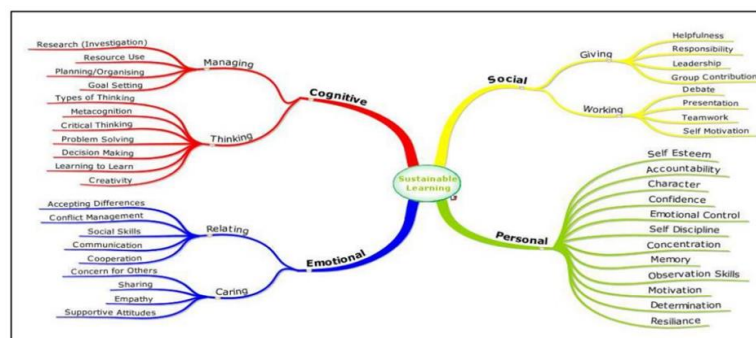 Research (Investigation)
Resource Use
Planning/Organising
Goal Setting
Managing
Types of Thinking
Metacognition
Critical Thinking
Problem Solving
Decision Making
Learning to Learn
Creativity
Thinking
Cognitive
Accepting Differences
Conflict Management
Social Skills
Communication
Cooperation
Relating
Concern for Others
Sharing
Empathy
Supportive Attitudes
Caring
Emotional
Sustainable
Learning
Social
Giving
Helpfulness
Responsibility
Leadership
Group Contribution
Working
Debate
Presentation
Teamwork
Self Motivation
Personal
Self Esteem
Accountability
Character
Confidence
Emotional Control
Self Discipline
Concentration
Memory
Observation Skills
Motivation
Determination
Resiliance